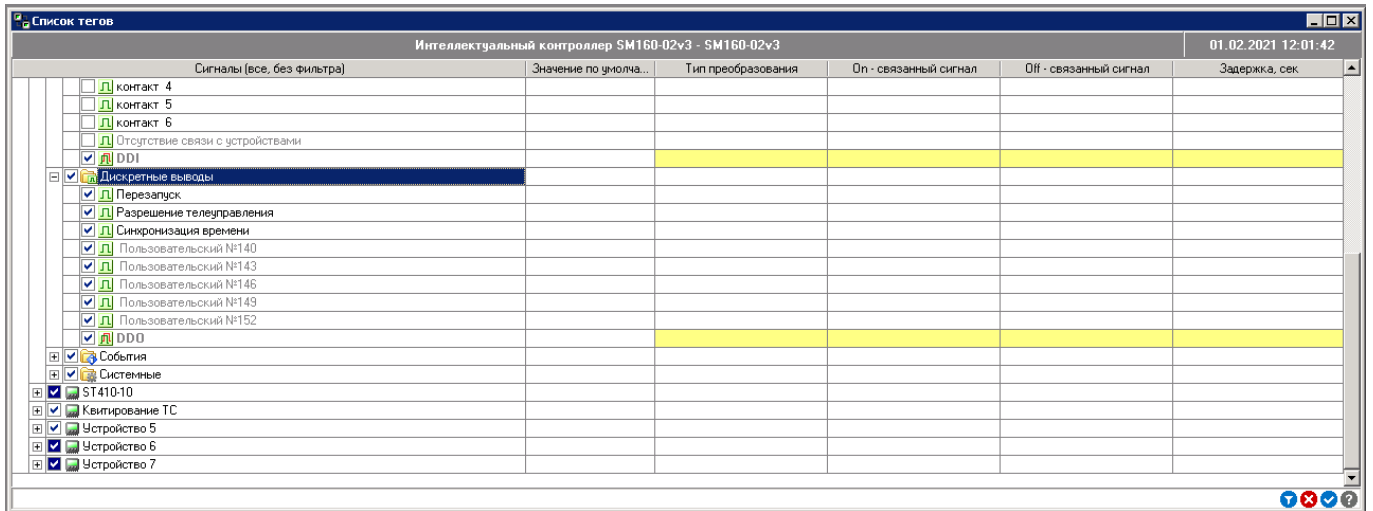 Список тегов
Интеллектуальный контроллер SM160-02v3 - SM160-02v3 01.02.2021 12:01:42
Сигналы (все, без фильтра) Значение по умолча... Тип преобразования On - связанный сигнал Off - связанный сигнал Задержка, сек
контакт 4
контакт 5
контакт 6
Отсутствие связи с устройствами
DDI
Дискретные выводы
Перезапуск
Разрешение телеуправления
Синхронизация времени
Пользовательский №140
Пользовательский №143
Пользовательский №146
Пользовательский №149
Пользовательский №152
DDO
События
Системные
ST410-10
Квитирование ТС
Устройство 5
Устройство 6
Устройство 7